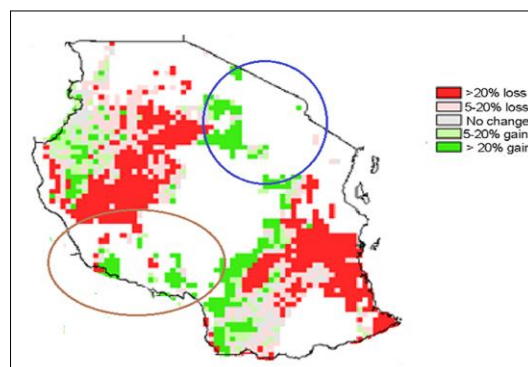 >20% loss
5-20% loss
No change
5-20% gain
> 20% gain